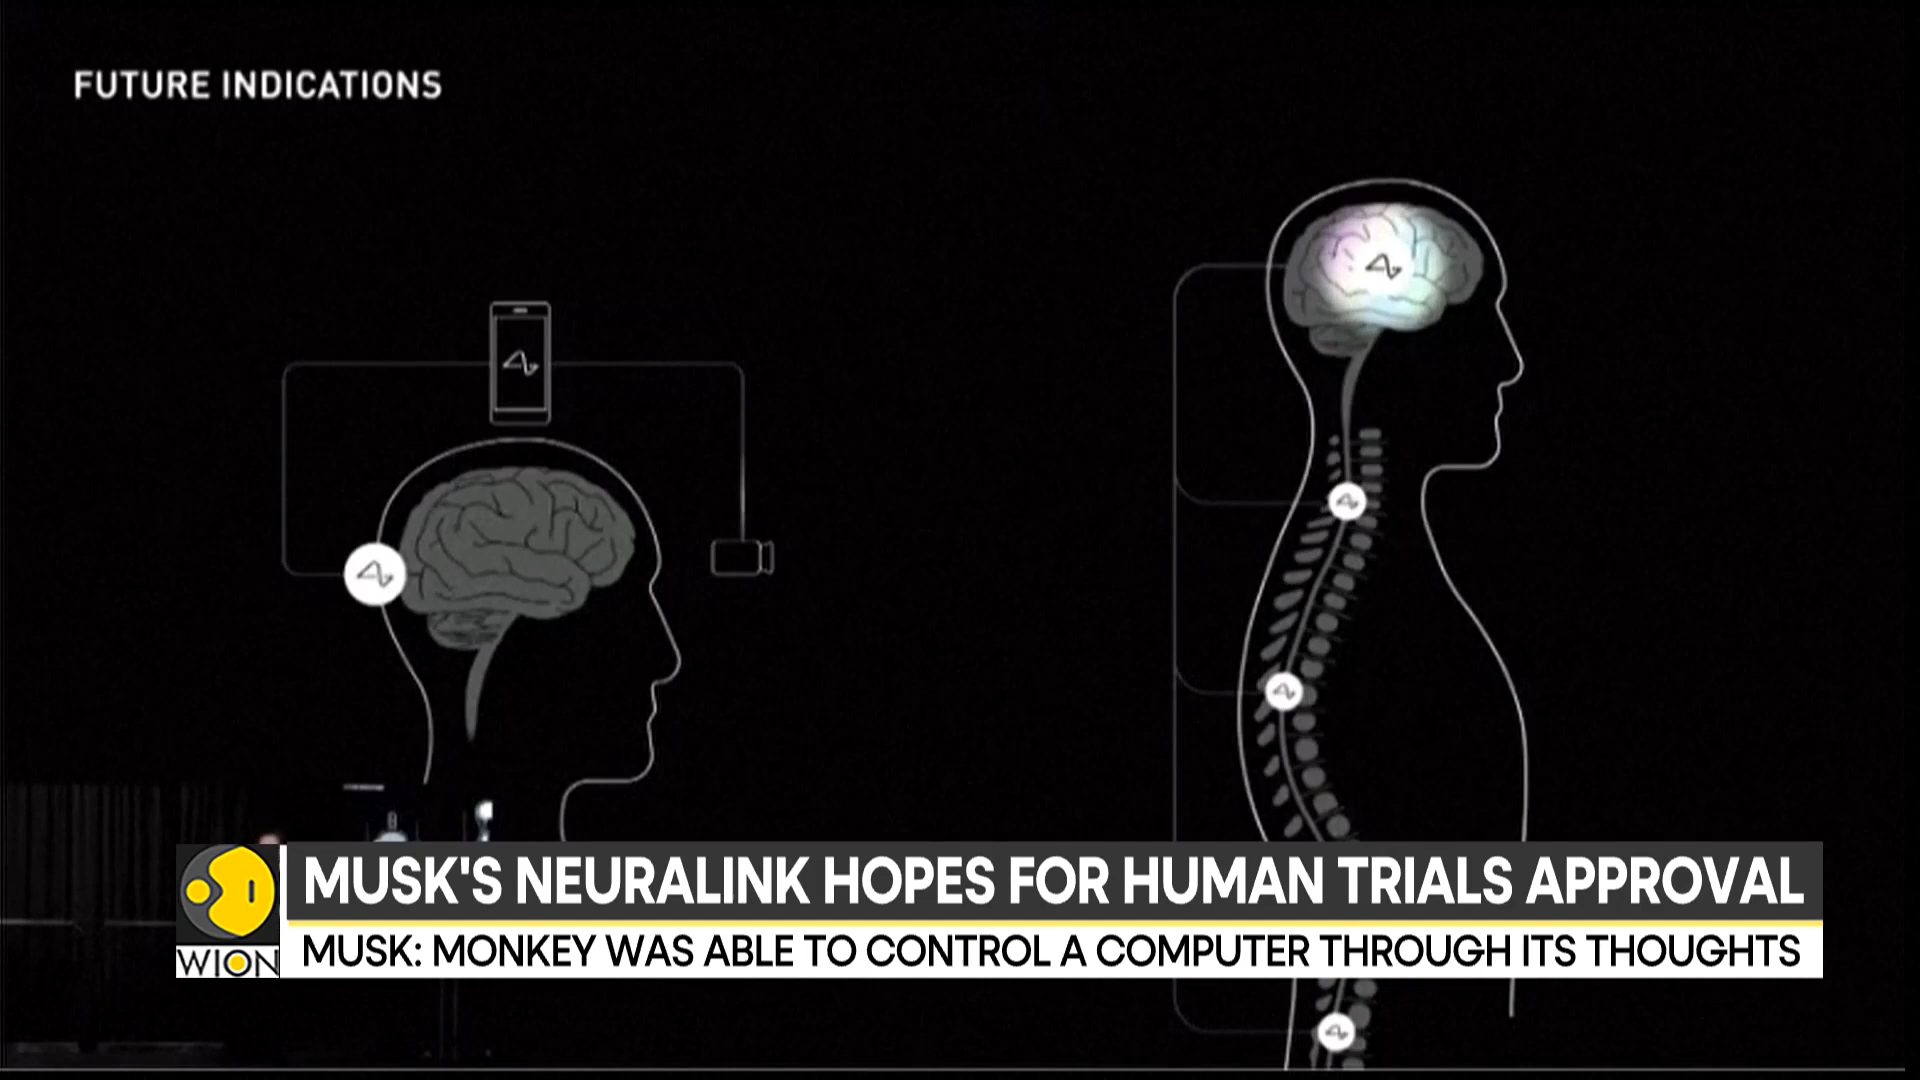 FUTURE INDICATIONS
MUSK'S NEURALINK HOPES FOR HUMAN TRIALS APPROVAL
MUSK: MONKEY WAS ABLE TO CONTROL A COMPUTER THROUGH ITS THOUGHTS
WION